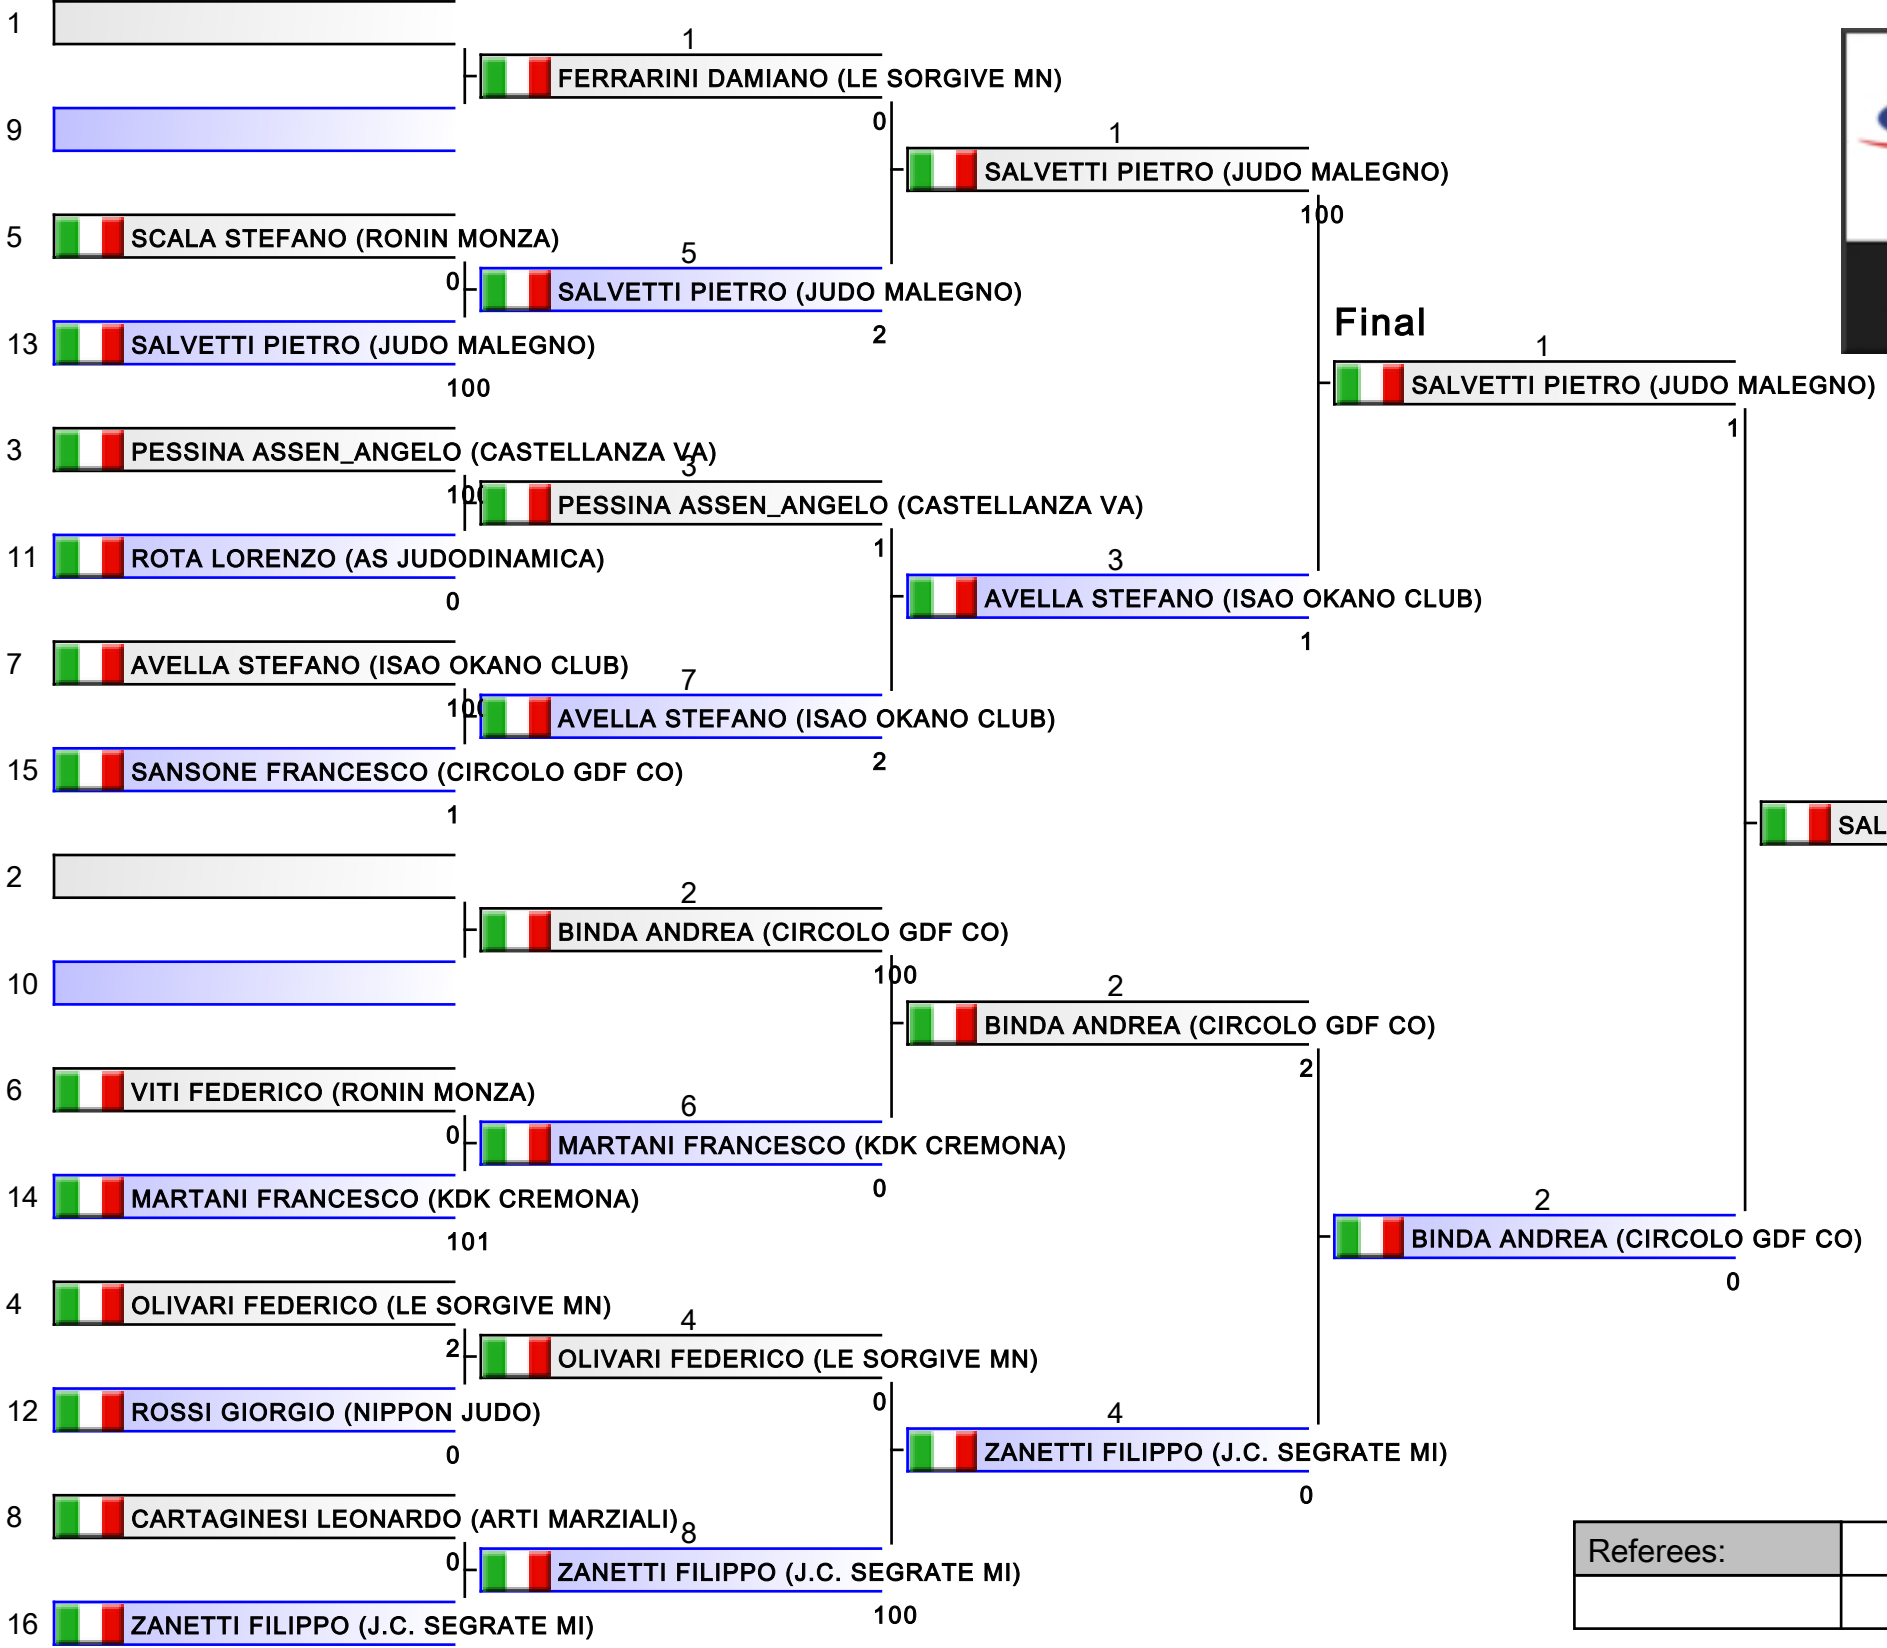 1
1
FERRARINI DAMIANO (LE SORGIVE MN)
9
0
1
SALVETTI PIETRO (JUDO MALEGNO)
100
5
SCALA STEFANO (RONIN MONZA)
0
5
SALVETTI PIETRO (JUDO MALEGNO)
2
13
SALVETTI PIETRO (JUDO MALEGNO)
100
Final
1
SALVETTI PIETRO (JUDO MALEGNO)
1
3
PESSINA ASSEN_ANGELO (CASTELLANZA VA)
100
3
PESSINA ASSEN_ANGELO (CASTELLANZA VA)
1
11
ROTA LORENZO (AS JUDODINAMICA)
0
3
AVELLA STEFANO (ISAO OKANO CLUB)
1
7
AVELLA STEFANO (ISAO OKANO CLUB)
100
7
AVELLA STEFANO (ISAO OKANO CLUB)
2
15
SANSONE FRANCESCO (CIRCOLO GDF CO)
1
SAL
2
2
BINDA ANDREA (CIRCOLO GDF CO)
100
10
2
BINDA ANDREA (CIRCOLO GDF CO)
2
6
VITI FEDERICO (RONIN MONZA)
0
6
MARTANI FRANCESCO (KDK CREMONA)
0
14
MARTANI FRANCESCO (KDK CREMONA)
101
2
BINDA ANDREA (CIRCOLO GDF CO)
0
4
OLIVARI FEDERICO (LE SORGIVE MN)
2
4
OLIVARI FEDERICO (LE SORGIVE MN)
0
12
ROSSI GIORGIO (NIPPON JUDO)
0
4
ZANETTI FILIPPO (J.C. SEGRATE MI)
0
8
CARTAGINESI LEONARDO (ARTI MARZIALI)
0
8
ZANETTI FILIPPO (J.C. SEGRATE MI)
100
16
ZANETTI FILIPPO (J.C. SEGRATE MI)
Referees: